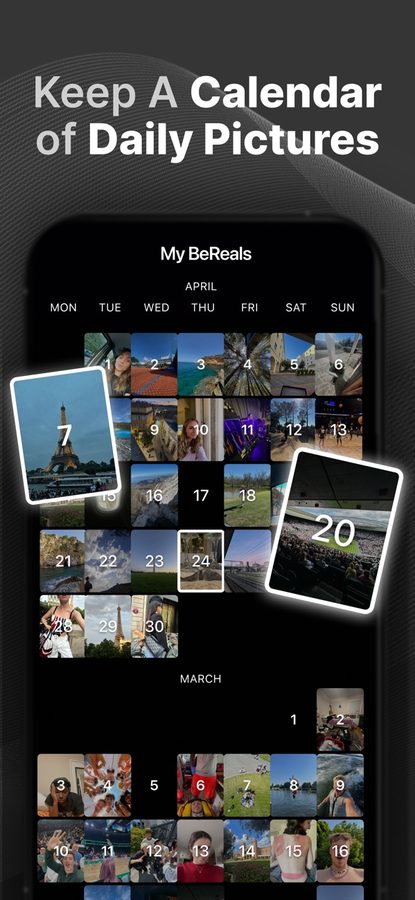 Keep A Calendar
of Daily Pictures
My BeReals
APRIL
MON TUE WED THU FRI SAT SUN
1 2 3 4 5 6
7 9 10 11 12 13
15 16 17 18 20
21 22 23 24
28 29 30
MARCH
1 2
3 4 5 6 7 8 9
10 11 12 13 14 15 16